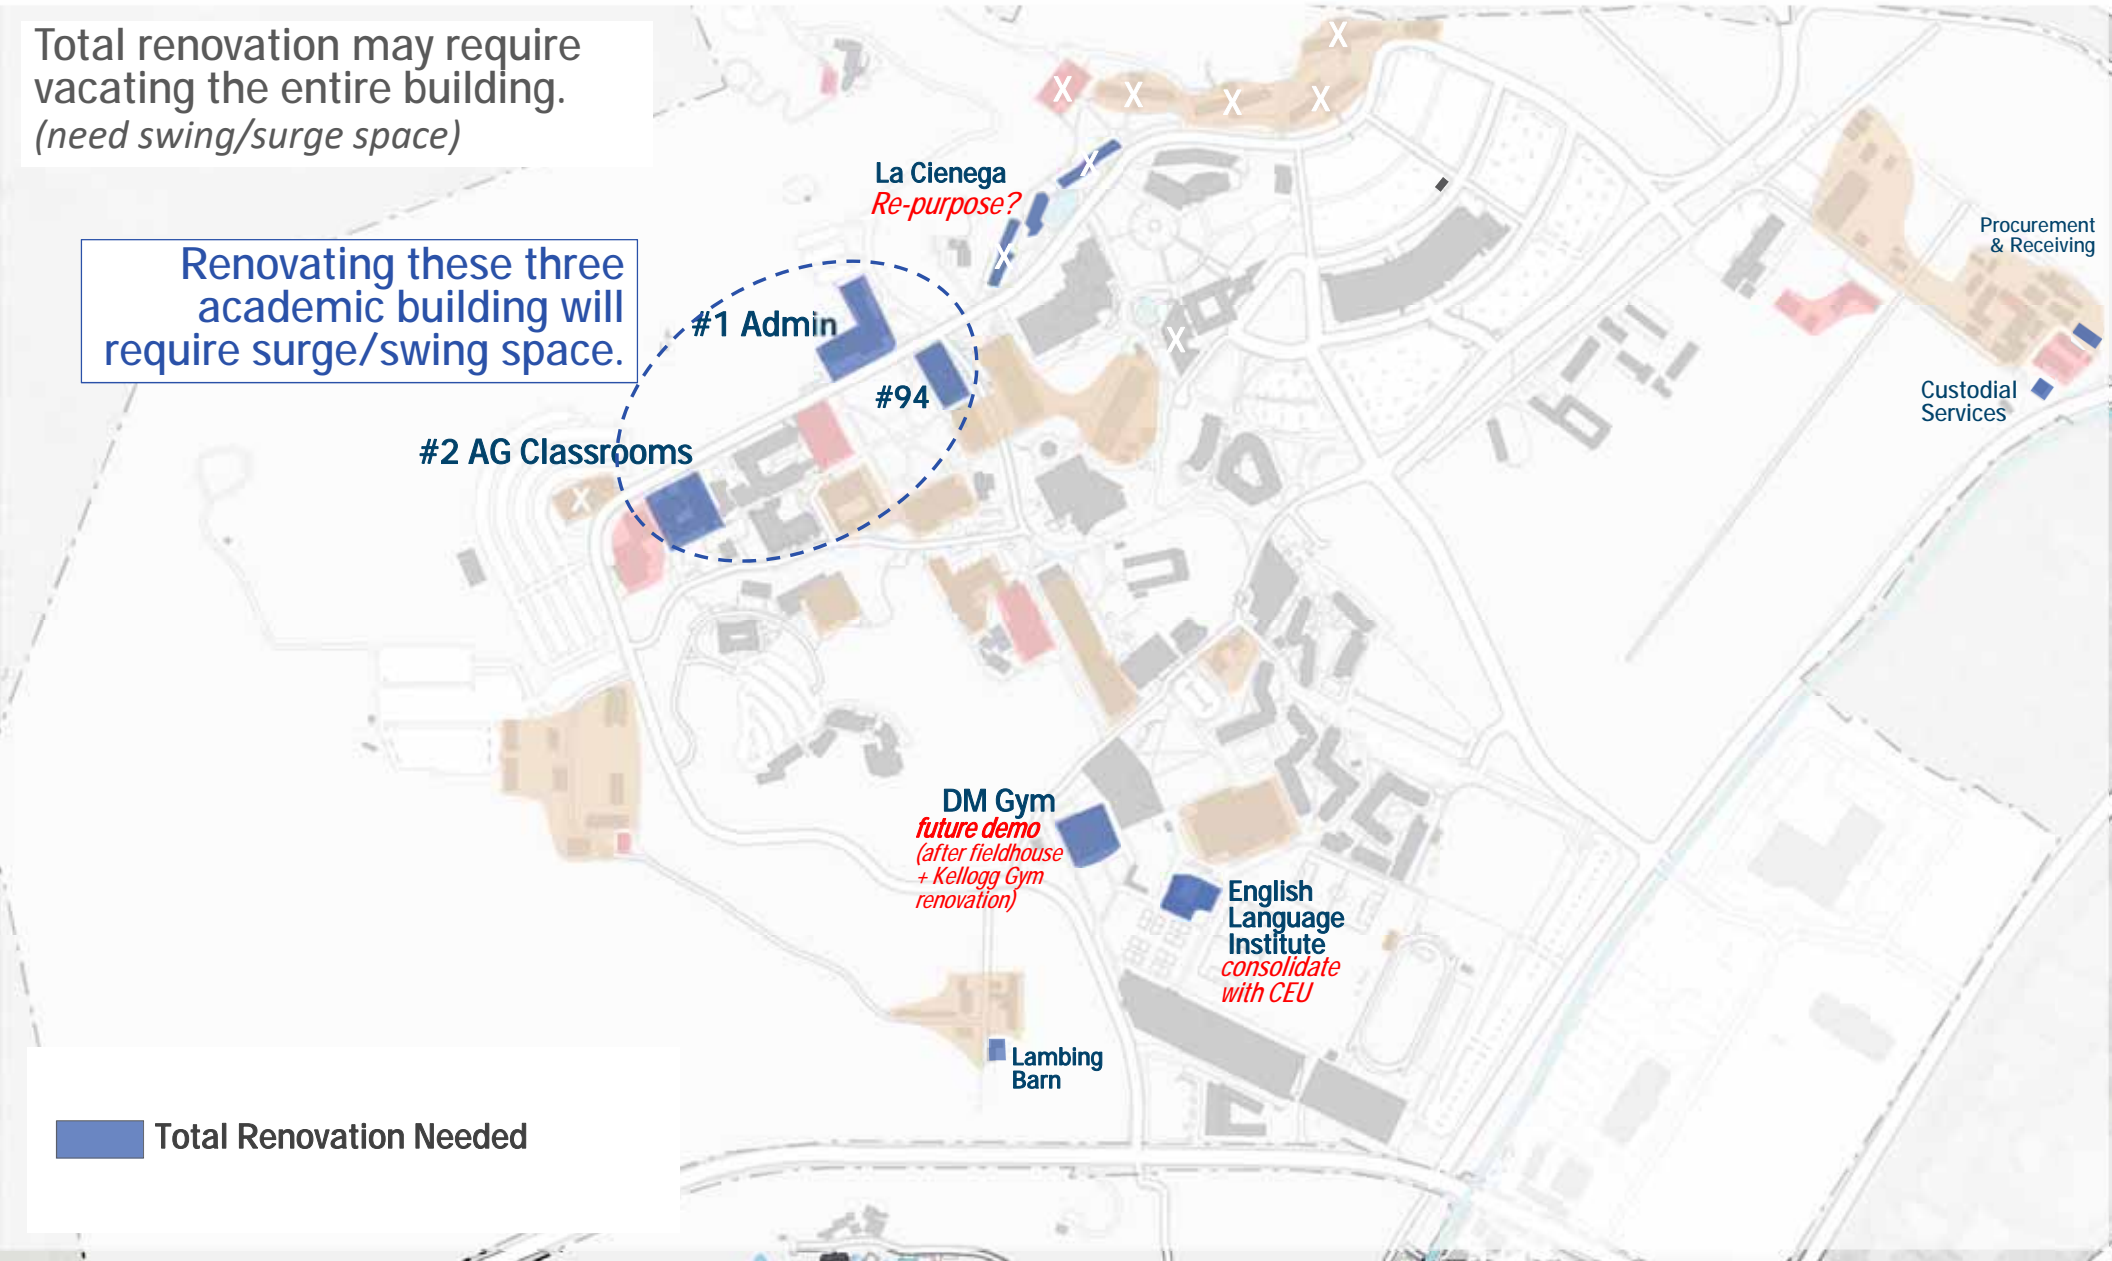 Total renovation may require
vacating the entire building.
(need swing/surge space)
Renovating these three
academic building will
require surge/swing space.
La Cienega
Re-purpose?
#1 Admin
#94
#2 AG Classrooms
Procurement
& Receiving
Custodial
Services
DM Gym
future demo
(after fieldhouse
+ Kellogg Gym
renovation)
English
Language
Institute
consolidate
with CEU
Lambing
Barn
Total Renovation Needed
X
X
X
X
X
X
X
X
X